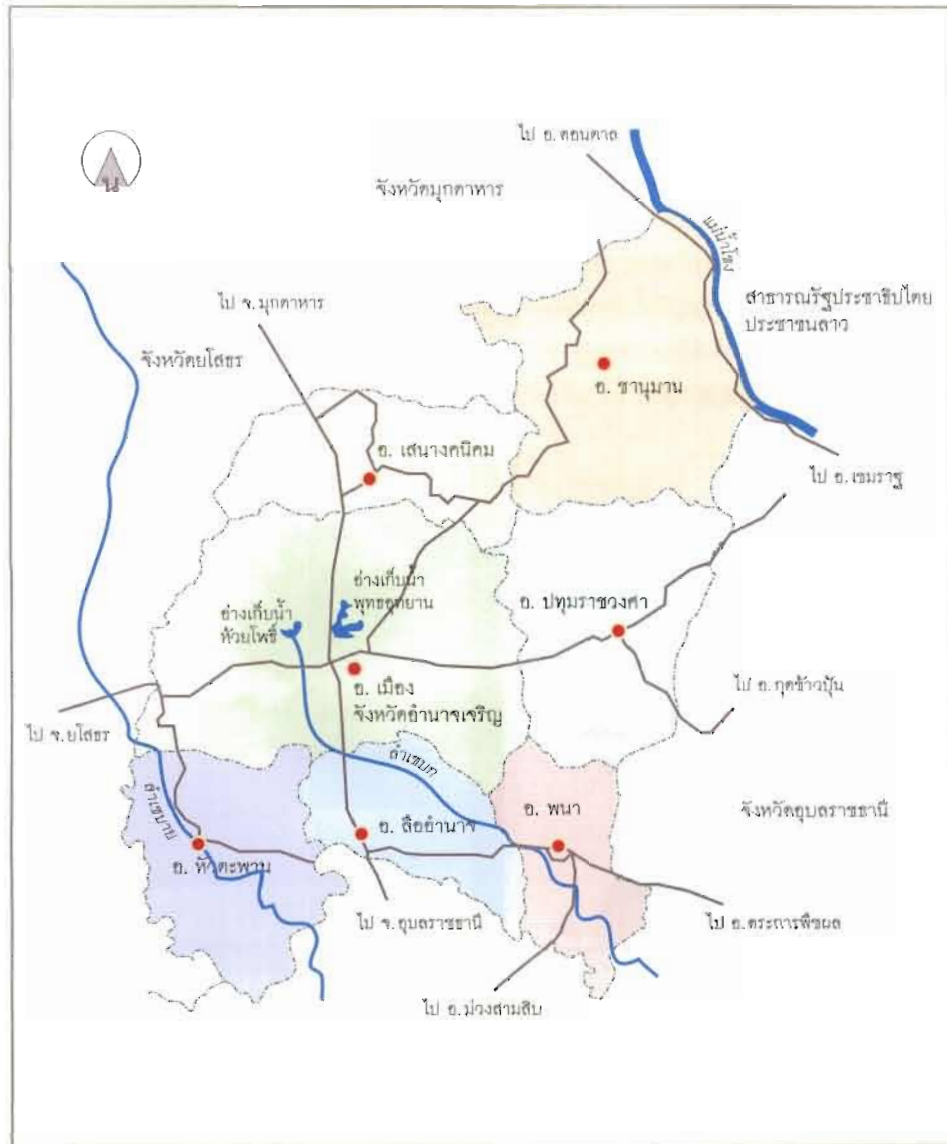 ไป อ.ดอนตาล
น
จังหวัดมุกดาหาร
แม่น้ำโขง
สาธารณรัฐประชาธิปไตย
ประชาชนลาว
ไป จ.มุกดาหาร
จังหวัดยโสธร
อ. ชานุมาน
อ. เสนางคนิคม
ไป อ.เขมราฐ
อ่างเก็บน้ำ
พุทธอุทยาน
อ่างเก็บน้ำ
ห้วยโพธิ์
อ. ปทุมราชวงศา
อ. เมือง
จังหวัดอำนาจเจริญ
ไป อ.กุดข้าวปุ้น
ไป จ.ยโสธร
ลำเซบก
ลำเซบาย
อ. พนา
จังหวัดอุบลราชธานี
อ. ลืออำนาจ
อ. หัวตะพาน
ไป จ.อุบลราชธานี
ไป อ.ตระการพืชผล
ไป อ.ม่วงสามสิบ